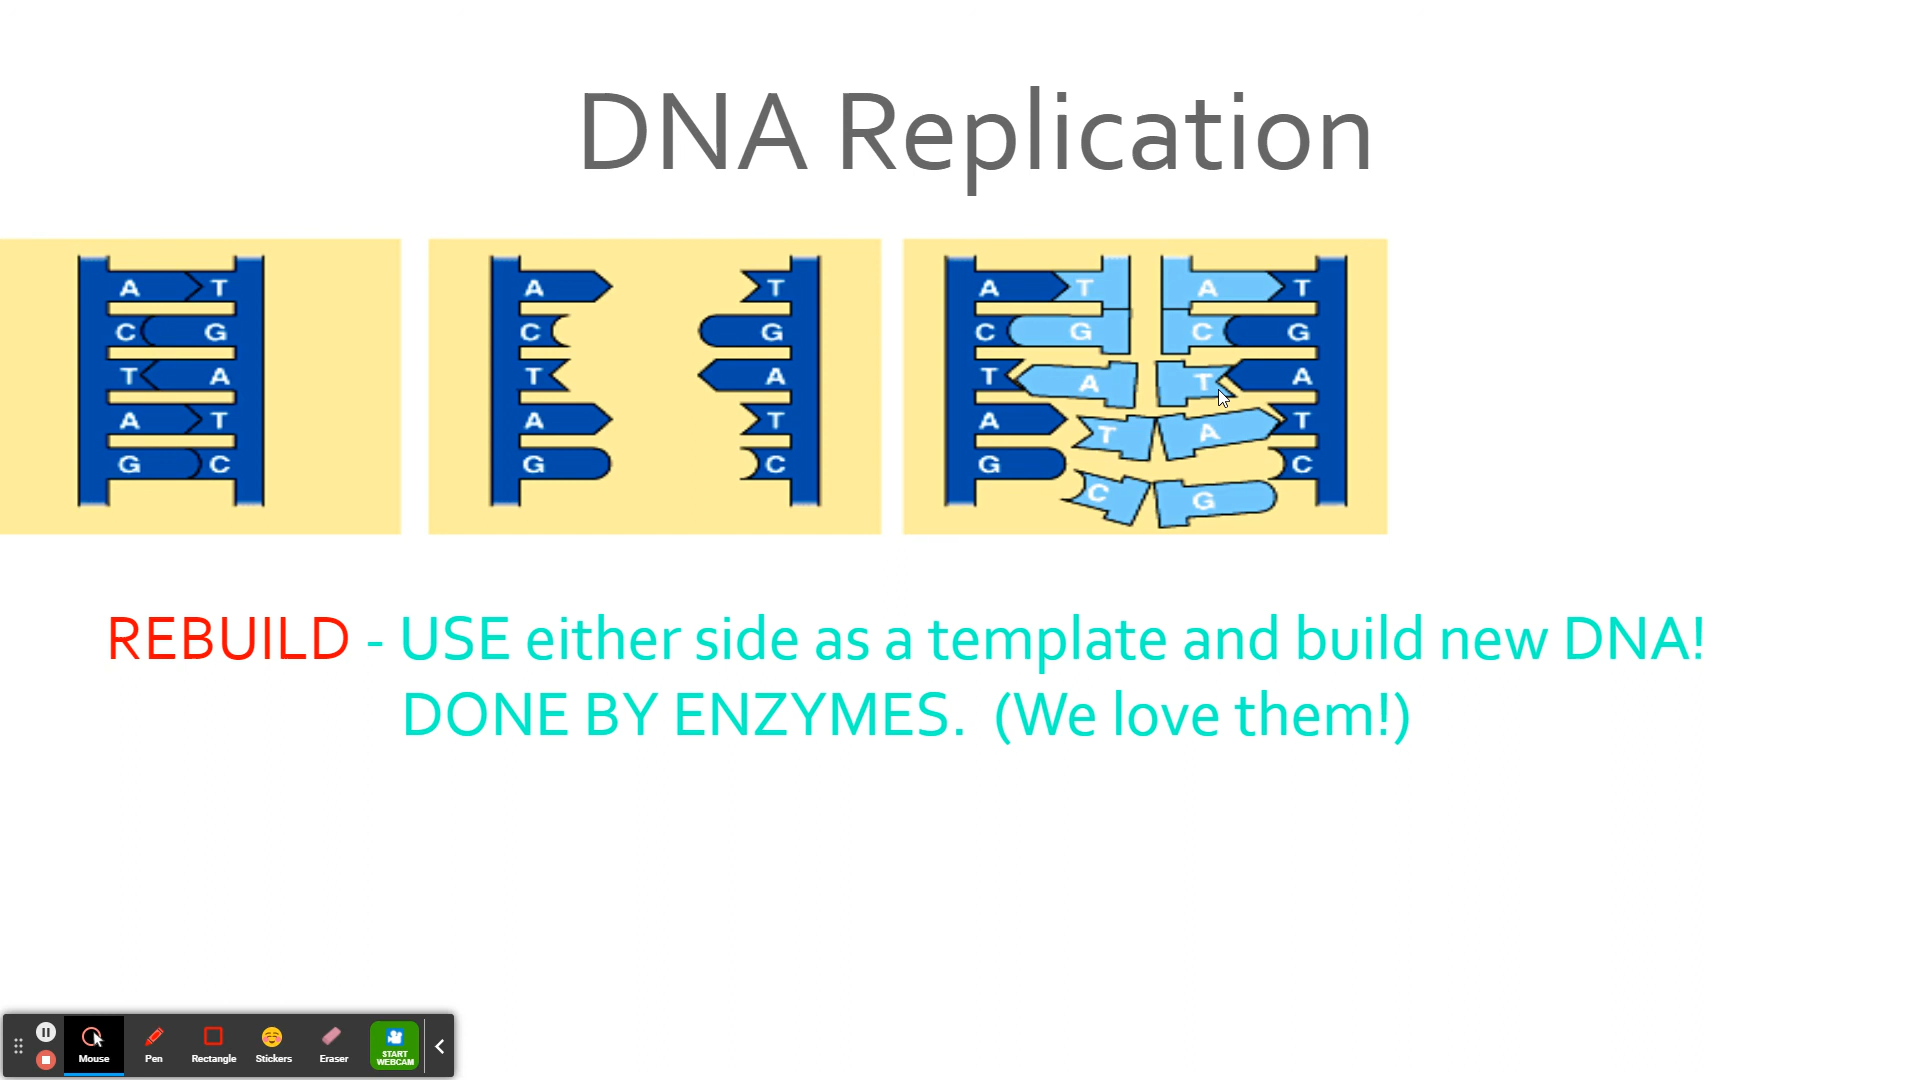 DNA Replication
A T A T A T A T
C G C G C G C G
T A T A T A T A
A T A T A T A T
G C G C G C G C
REBUILD - USE either side as a template and build new DNA!
DONE BY ENZYMES. (We love them!)
Mouse Pen Rectangle Stickers Eraser START WEBCAM